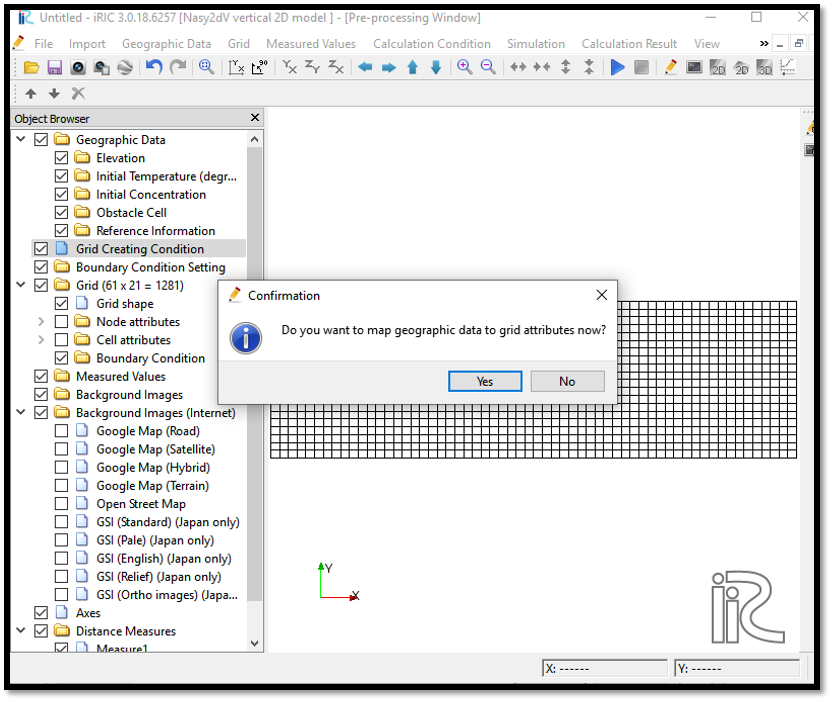 Untitled - iRIC 3.0.18.6257 [Nasy2dV vertical 2D model ] - [Pre-processing Window]
File Import Geographic Data Grid Measured Values Calculation Condition Simulation Calculation Result View »
Object Browser
Geographic Data
Elevation
Initial Temperature (degr...
Initial Concentration
Obstacle Cell
Reference Information
Grid Creating Condition
Boundary Condition Setting
Grid (61 x 21 = 1281)
Grid shape
Node attributes
Cell attributes
Boundary Condition
Measured Values
Background Images
Background Images (Internet)
Google Map (Road)
Google Map (Satellite)
Google Map (Hybrid)
Google Map (Terrain)
Open Street Map
GSI (Standard) (Japan only)
GSI (Pale) (Japan only)
GSI (English) (Japan only)
GSI (Relief) (Japan only)
GSI (Ortho images) (Japa...
Axes
Distance Measures
Measure1
Confirmation
Do you want to map geographic data to grid attributes now?
Yes No
Y
X
iRIC
X: ------ Y: ------